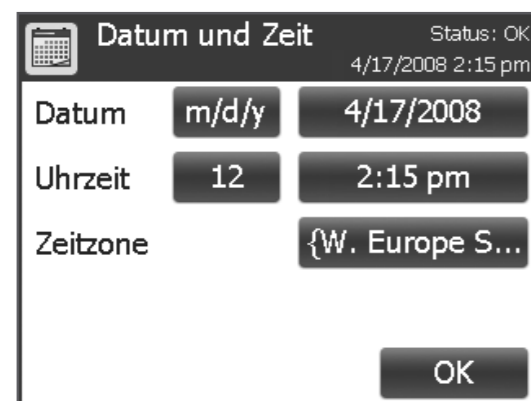 Datum und Zeit
Status: OK
4/17/2008 2:15 pm
Datum m/d/y 4/17/2008
Uhrzeit 12 2:15 pm
Zeitzone {W. Europe S...
OK